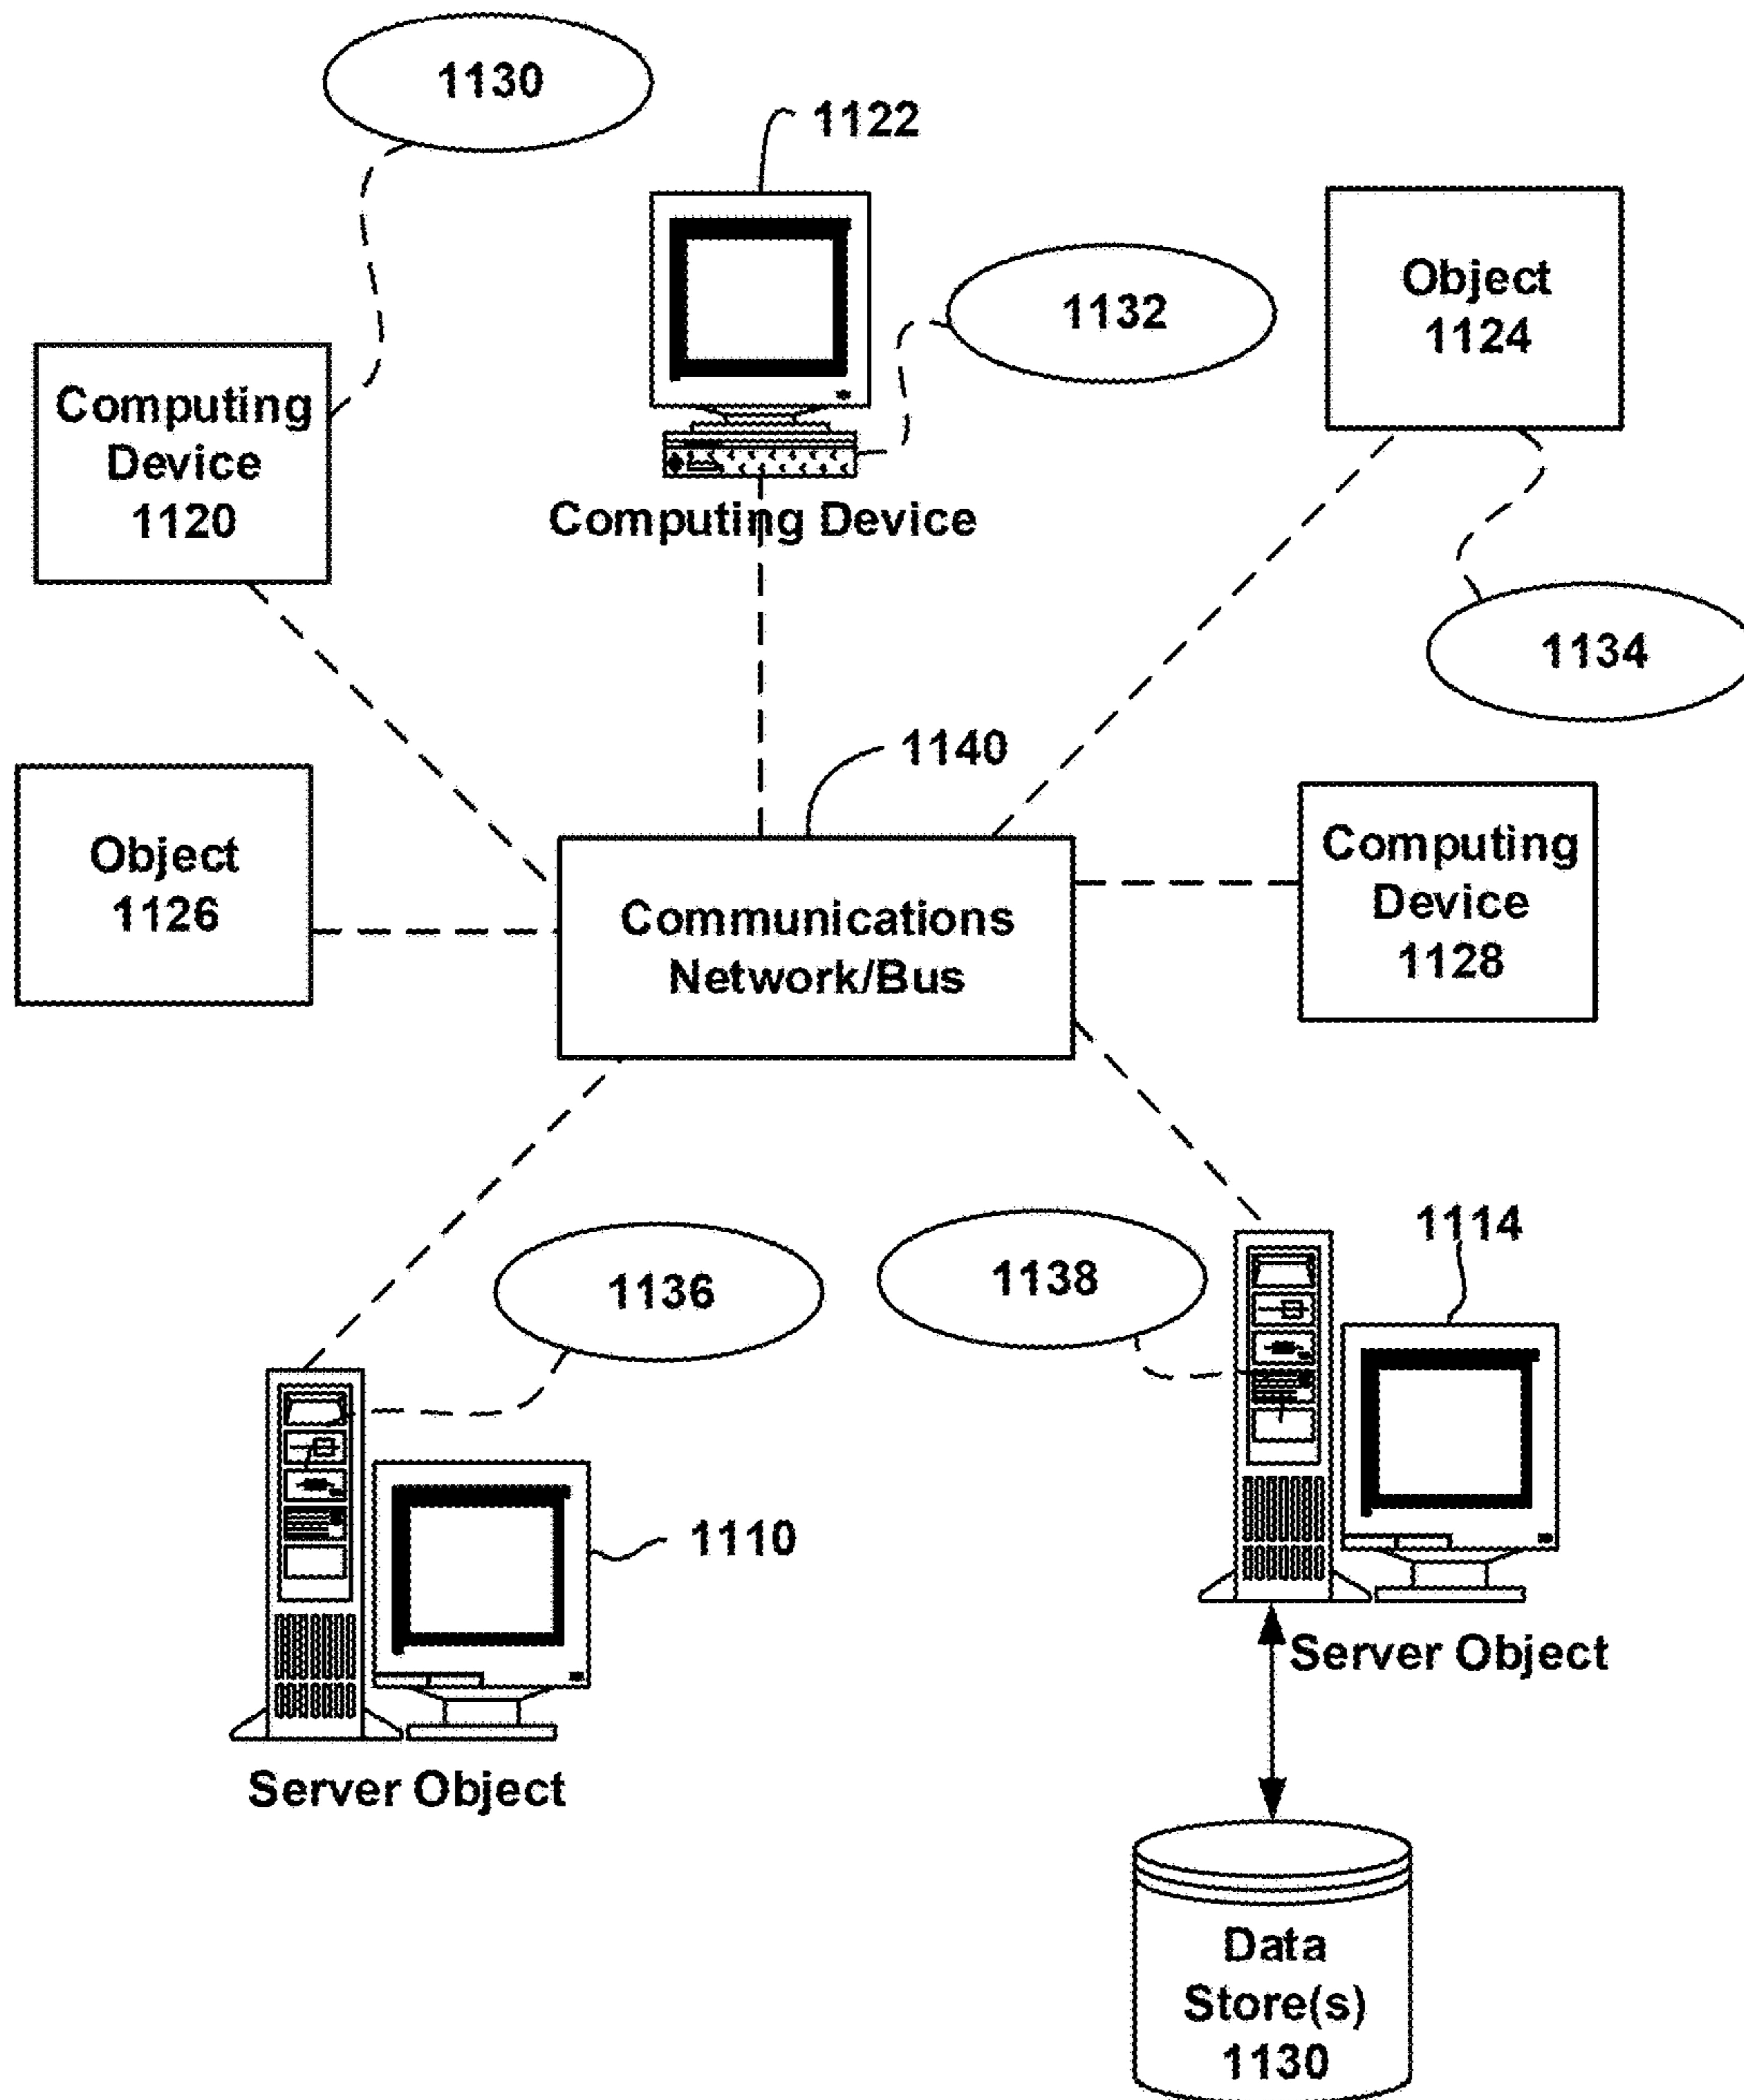 1130
1122
1132
Object
1124
Computing
Device
1120
Computing Device
1134
1140
Object
1126
Communications
Network/Bus
Computing
Device
1128
1114
1136
1138
1110
Server Object
Server Object
Data
Store(s)
1130